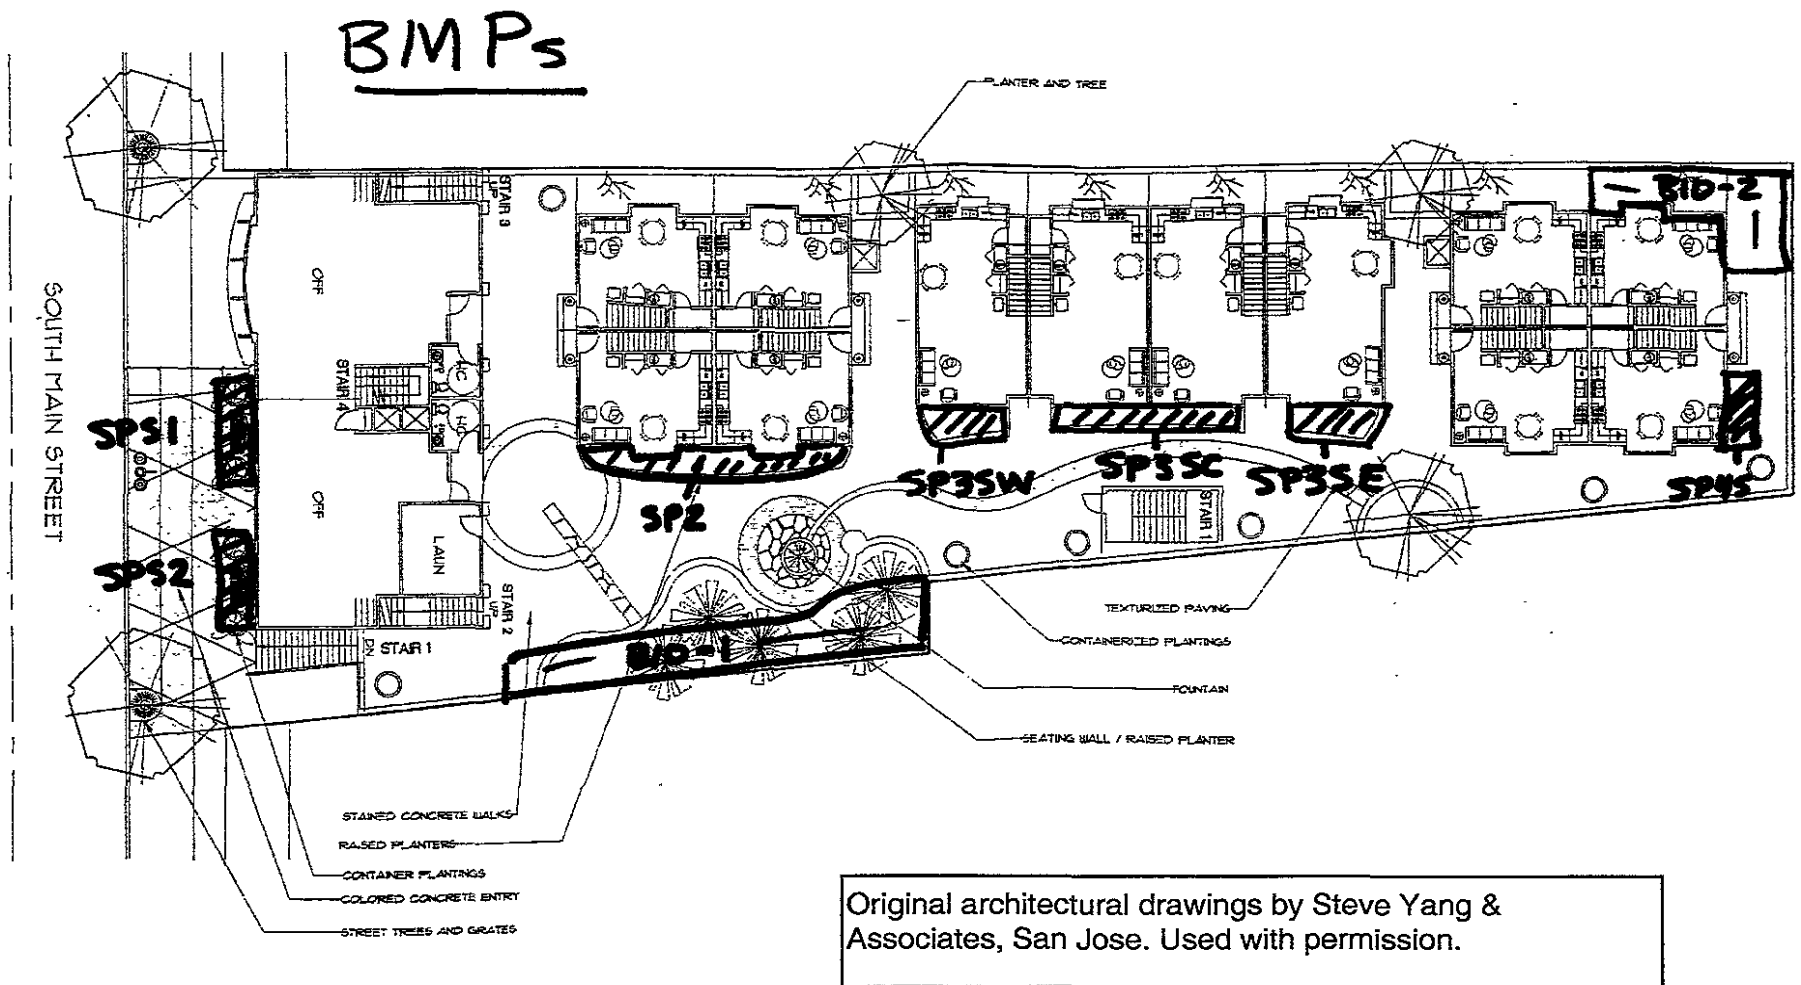 BMPs
PLANTER AND TREE
STAIR 3
UP
BIO-2
OFF
SOUTH MAIN STREET
STAIR 4
HC
HC
SPS1
OFF
SP3SW
SP3SC
SP3SE
SP4S
SP2
STAIR 1
LAUN
SPS2
STAIR 2
UP
TEXTURIZED PAVING
DN
STAIR 1
BIO-1
CONTAINERIZED PLANTINGS
FOUNTAIN
SEATING WALL / RAISED PLANTER
STAINED CONCRETE WALKS
RAISED PLANTERS
CONTAINER PLANTINGS
COLORED CONCRETE ENTRY
STREET TREES AND GRATES
Original architectural drawings by Steve Yang &
Associates, San Jose. Used with permission.